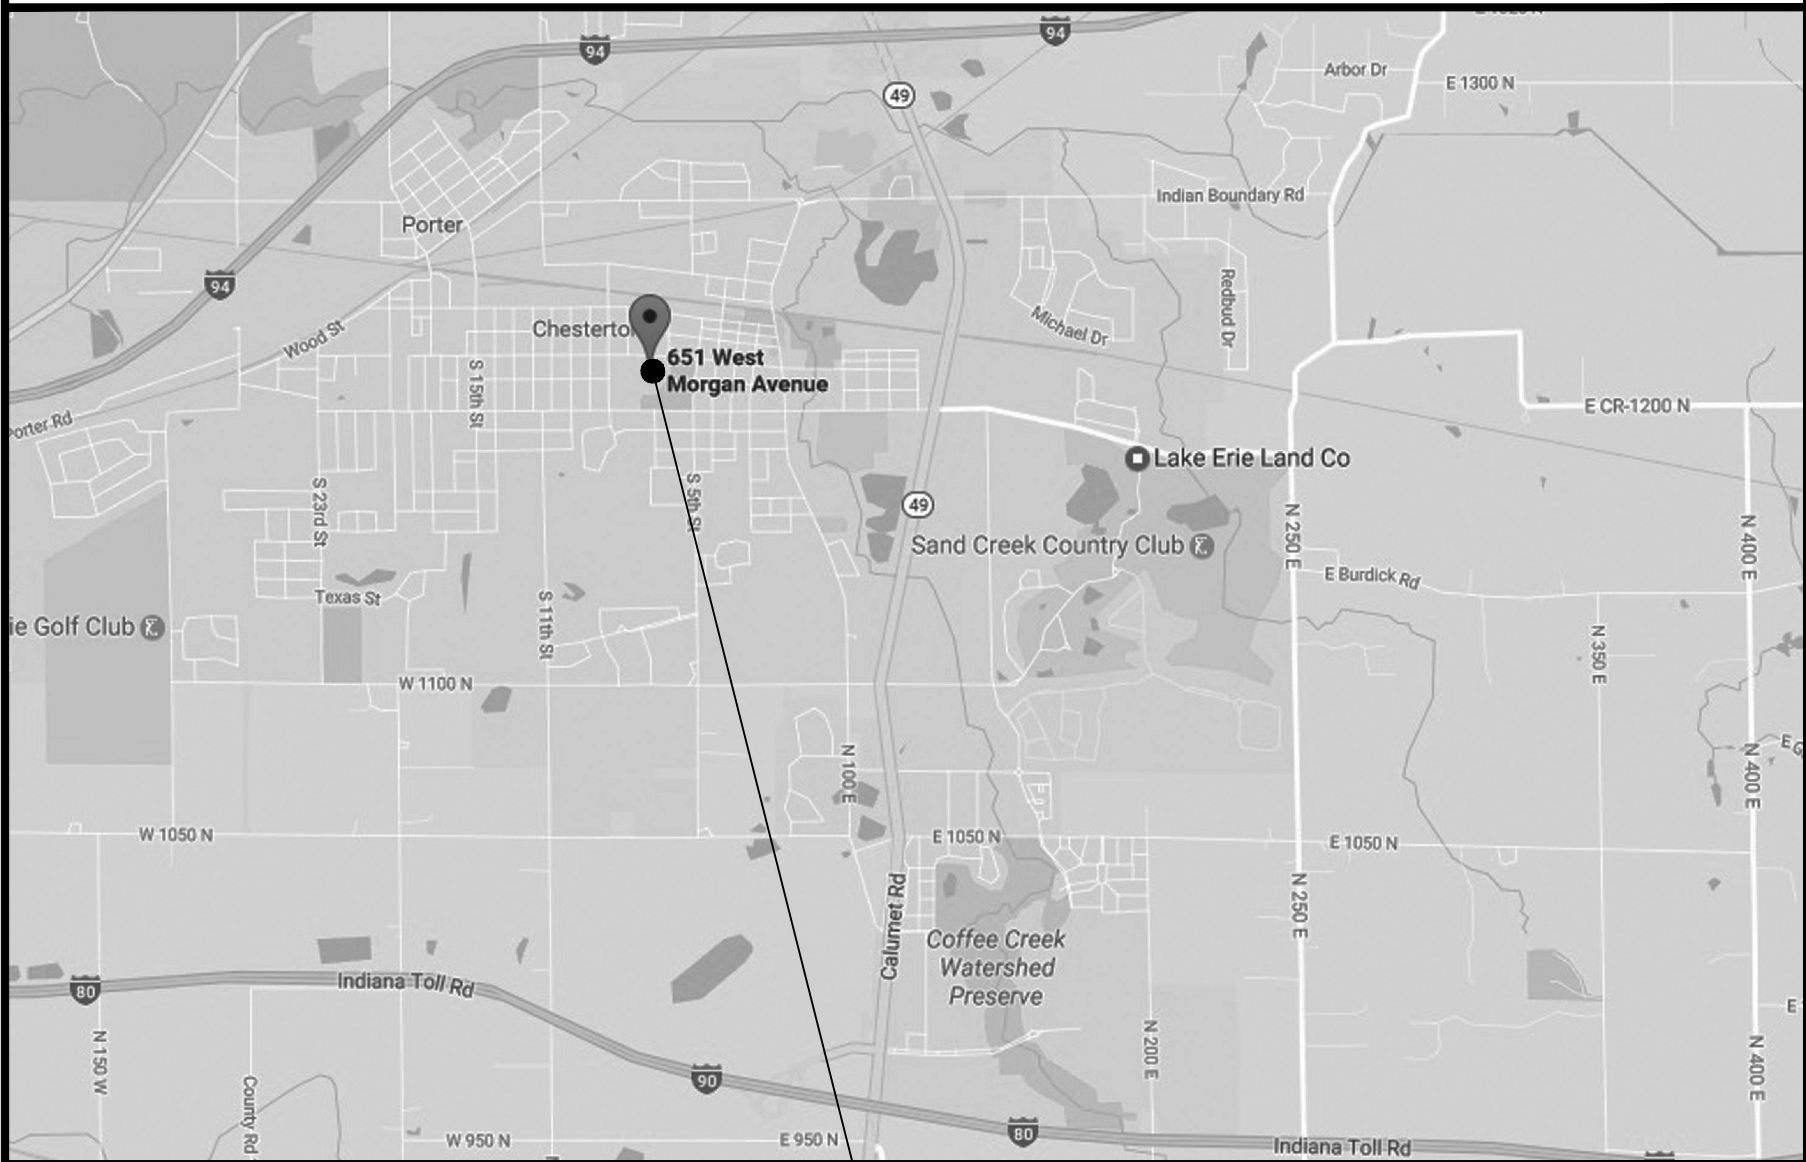 94
94
Arbor Dr
E 1300 N
49
Indian Boundary Rd
Porter
94
Redbud Dr
Michael Dr
Wood St
651 West
Morgan Avenue
S 15th St
E CR-1200 N
Porter Rd
Lake Erie Land Co
S 23rd St
S 5th St
49
N 250 E
N 400 E
Sand Creek Country Club
E Burdick Rd
Texas St
S 11th St
ie Golf Club
N 350 E
W 1100 N
N 100 E
N 400 E
W 1050 N
E 1050 N
E 1050 N
Calumet Rd
N 250 E
Coffee Creek
Watershed
Preserve
Indiana Toll Rd
80
N 150 W
N 200 E
N 400 E
90
County Rd
W 950 N
E 950 N
80
Indiana Toll Rd